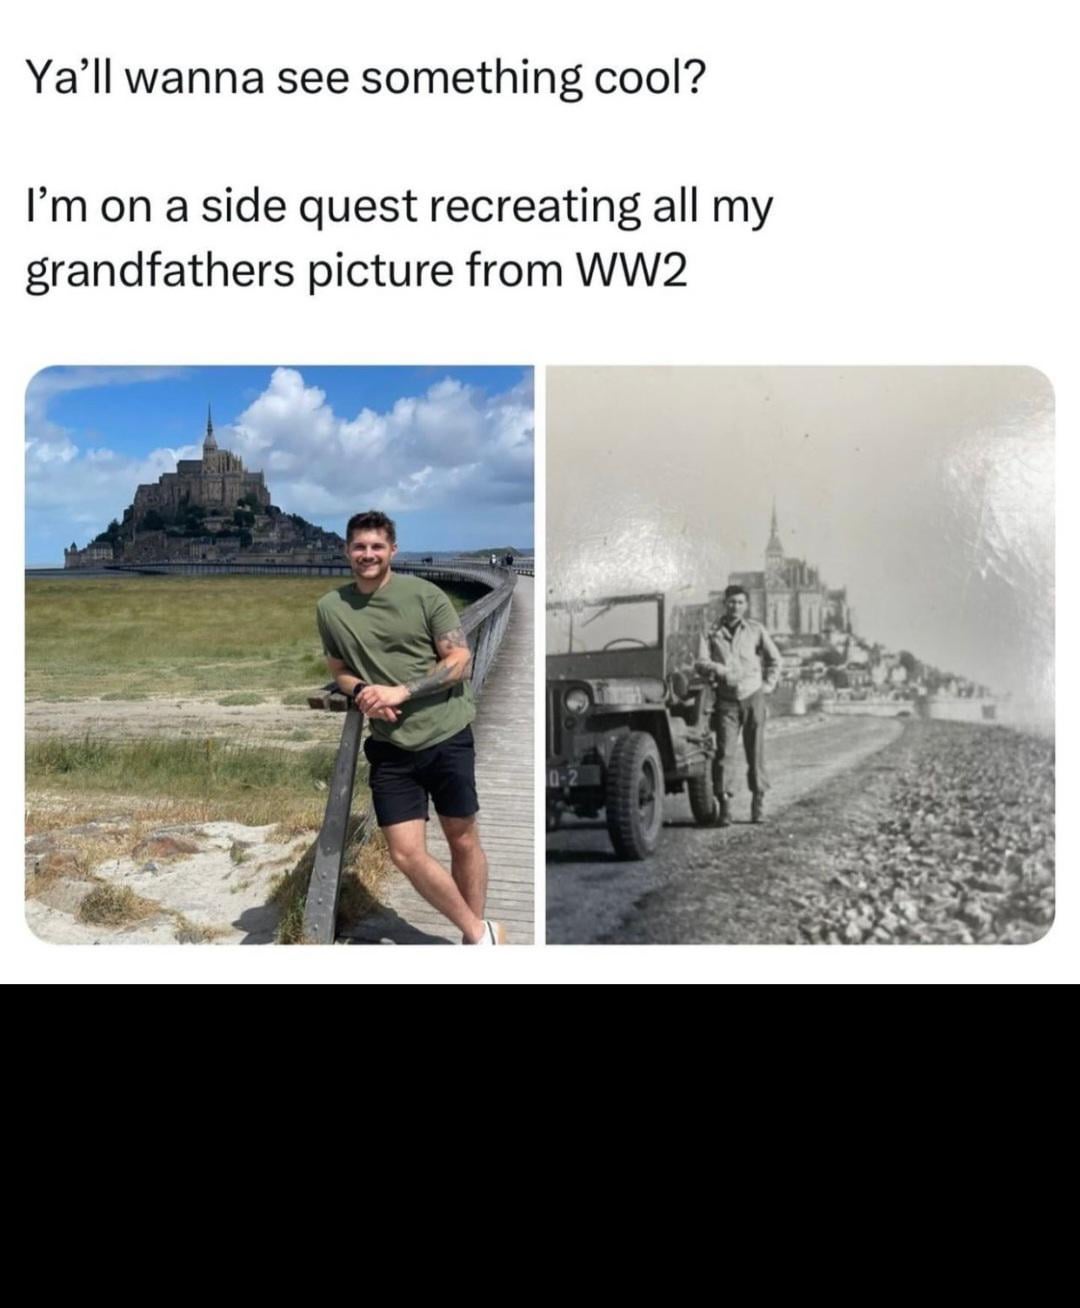 Ya’ll wanna see something cool?
I’m on a side quest recreating all my
grandfathers picture from WW2
0-2